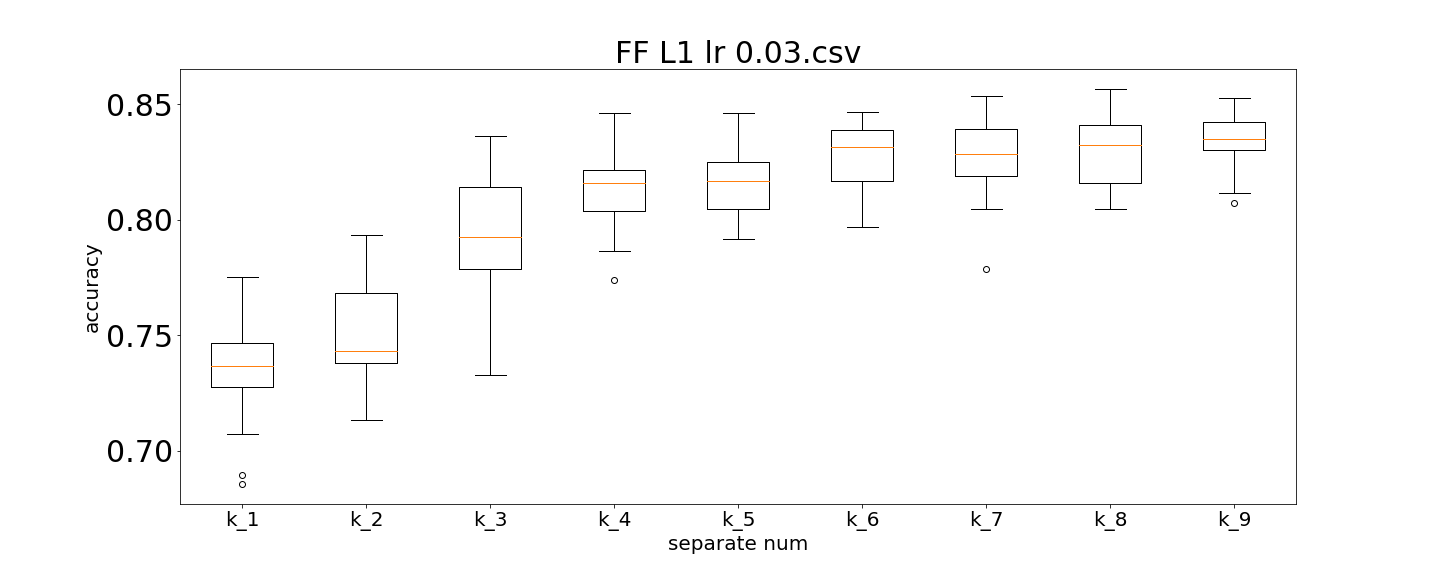 FF L1 lr 0.03.csv
0.85
0.80
0.75
0.70
accuracy
k_1 k_2 k_3 k_4 k_5 k_6 k_7 k_8 k_9
separate num